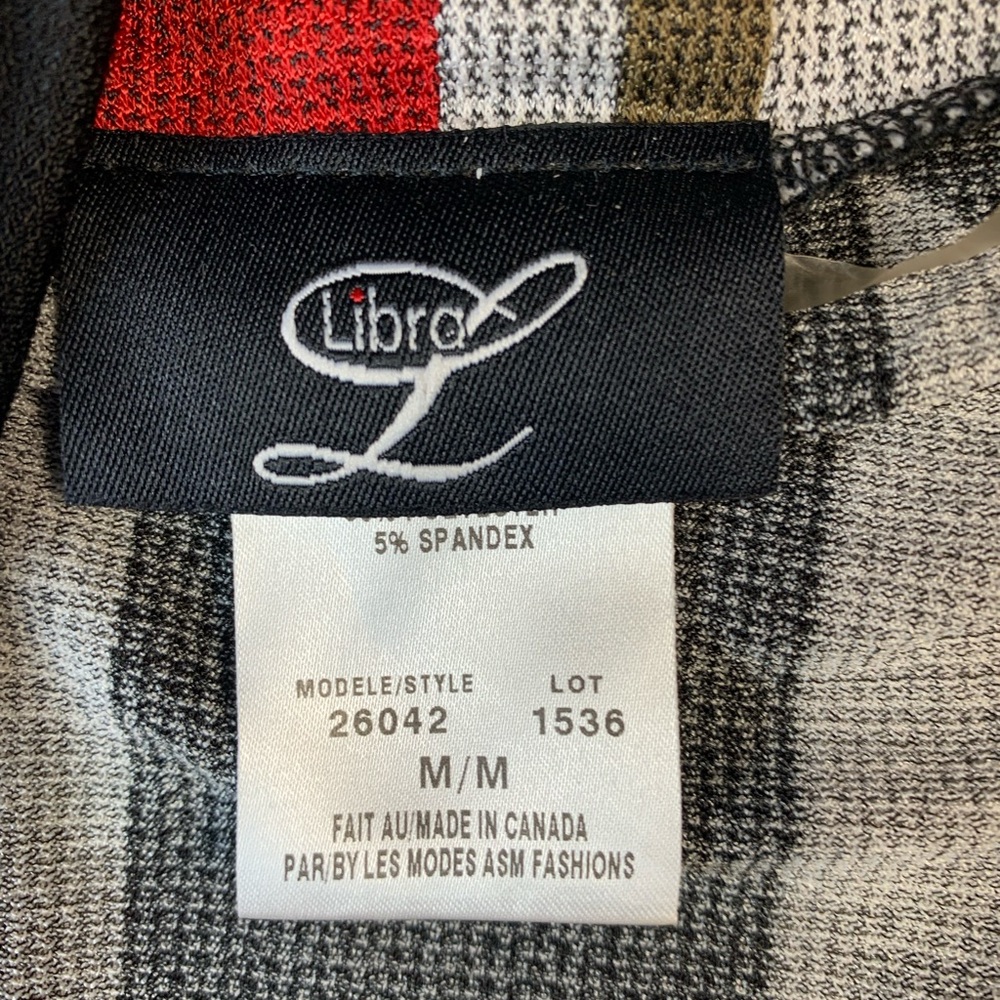 Libra
5% SPANDEX
MODELE/STYLE LOT
26042 1536
M/M
FAIT AU/MADE IN CANADA
PAR/BY LES MODES ASM FASHIONS